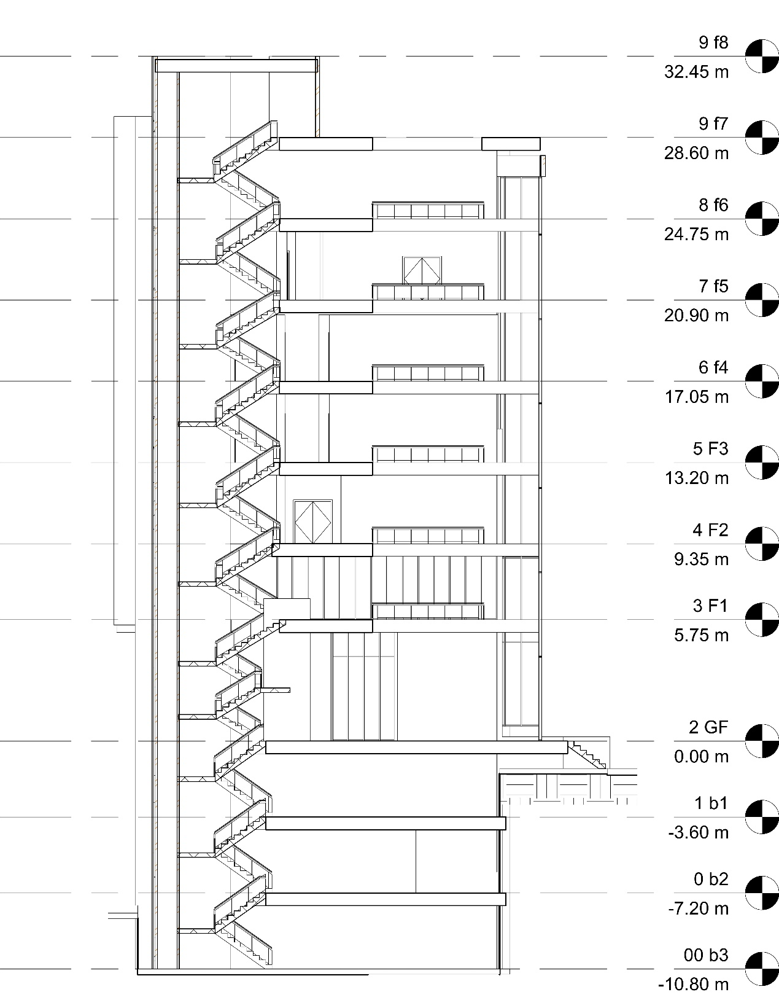 9 f8
32.45 m
9 f7
28.60 m
8 f6
24.75 m
7 f5
20.90 m
6 f4
17.05 m
5 F3
13.20 m
4 F2
9.35 m
3 F1
5.75 m
2 GF
0.00 m
1 b1
-3.60 m
0 b2
-7.20 m
00 b3
-10.80 m